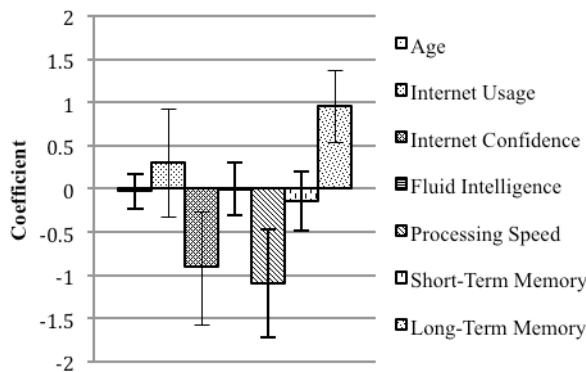 2
1.5
1
0.5
0
-0.5
-1
-1.5
-2
Coefficient
Age
Internet Usage
Internet Confidence
Fluid Intelligence
Processing Speed
Short-Term Memory
Long-Term Memory